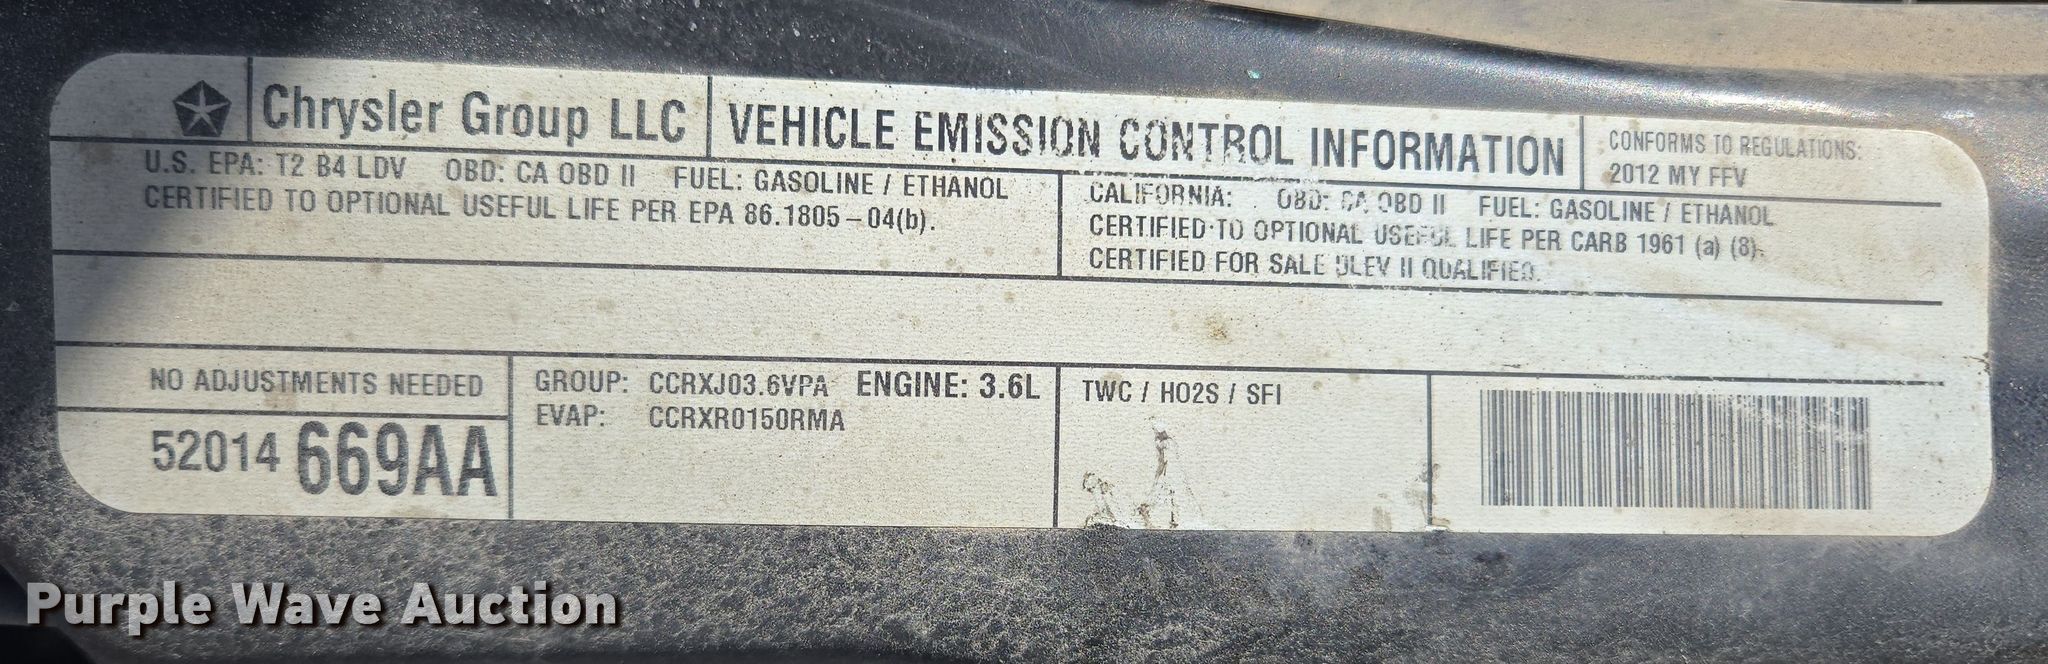 Chrysler Group LLC
VEHICLE EMISSION CONTROL INFORMATION
CONFORMS TO REGULATIONS:
2012 MY FFV
U.S. EPA: T2 B4 LDV OBD: CA OBD II FUEL: GASOLINE / ETHANOL
CERTIFIED TO OPTIONAL USEFUL LIFE PER EPA 86.1805-04(b).
CALIFORNIA: OBD: CA OBD II FUEL: GASOLINE / ETHANOL
CERTIFIED TO OPTIONAL USEFUL LIFE PER CARB 1961 (a) (8).
CERTIFIED FOR SALE ULEV II QUALIFIED.
NO ADJUSTMENTS NEEDED
52014 669AA
GROUP: CCRXJ03.6VPA ENGINE: 3.6L
EVAP: CCRXR0150RMA
TWC / HO2S / SFI
Purple Wave Auction